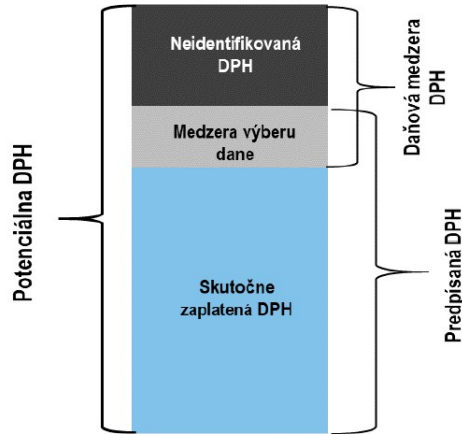 Neidentifikovaná
DPH
Medzera výberu
dane
Skutočne
zaplatená DPH
Potenciálna DPH
Daňová medzera
DPH
Predpísaná DPH